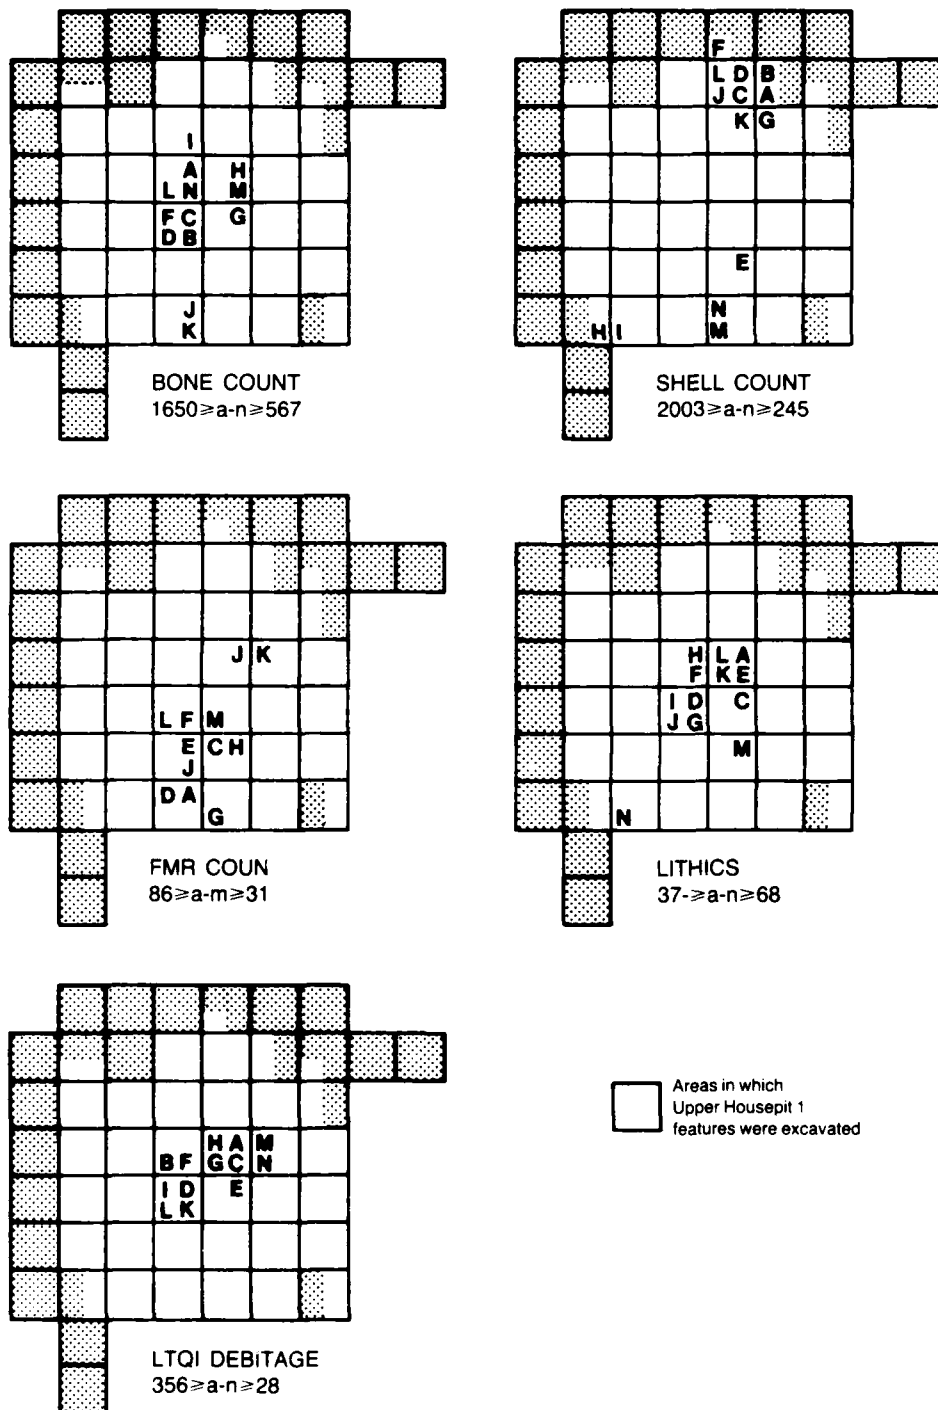 F
L D B
J C A
K G
I
A H
L N M
F C G
D B
E
J
K
N
H I M
BONE COUNT
1650≥a-n≥567
SHELL COUNT
2003≥a-n≥245
J K
L F M
E C H
J
D A
G
H L A
F K E
I D C
J G
M
N
FMR COUN
86≥a-m≥31
LITHICS
37-≥a-n≥68
H A M
B F G C N
I D E
L K
LTQI DEBITAGE
356≥a-n≥28
Areas in which
Upper Housepit 1
features were excavated